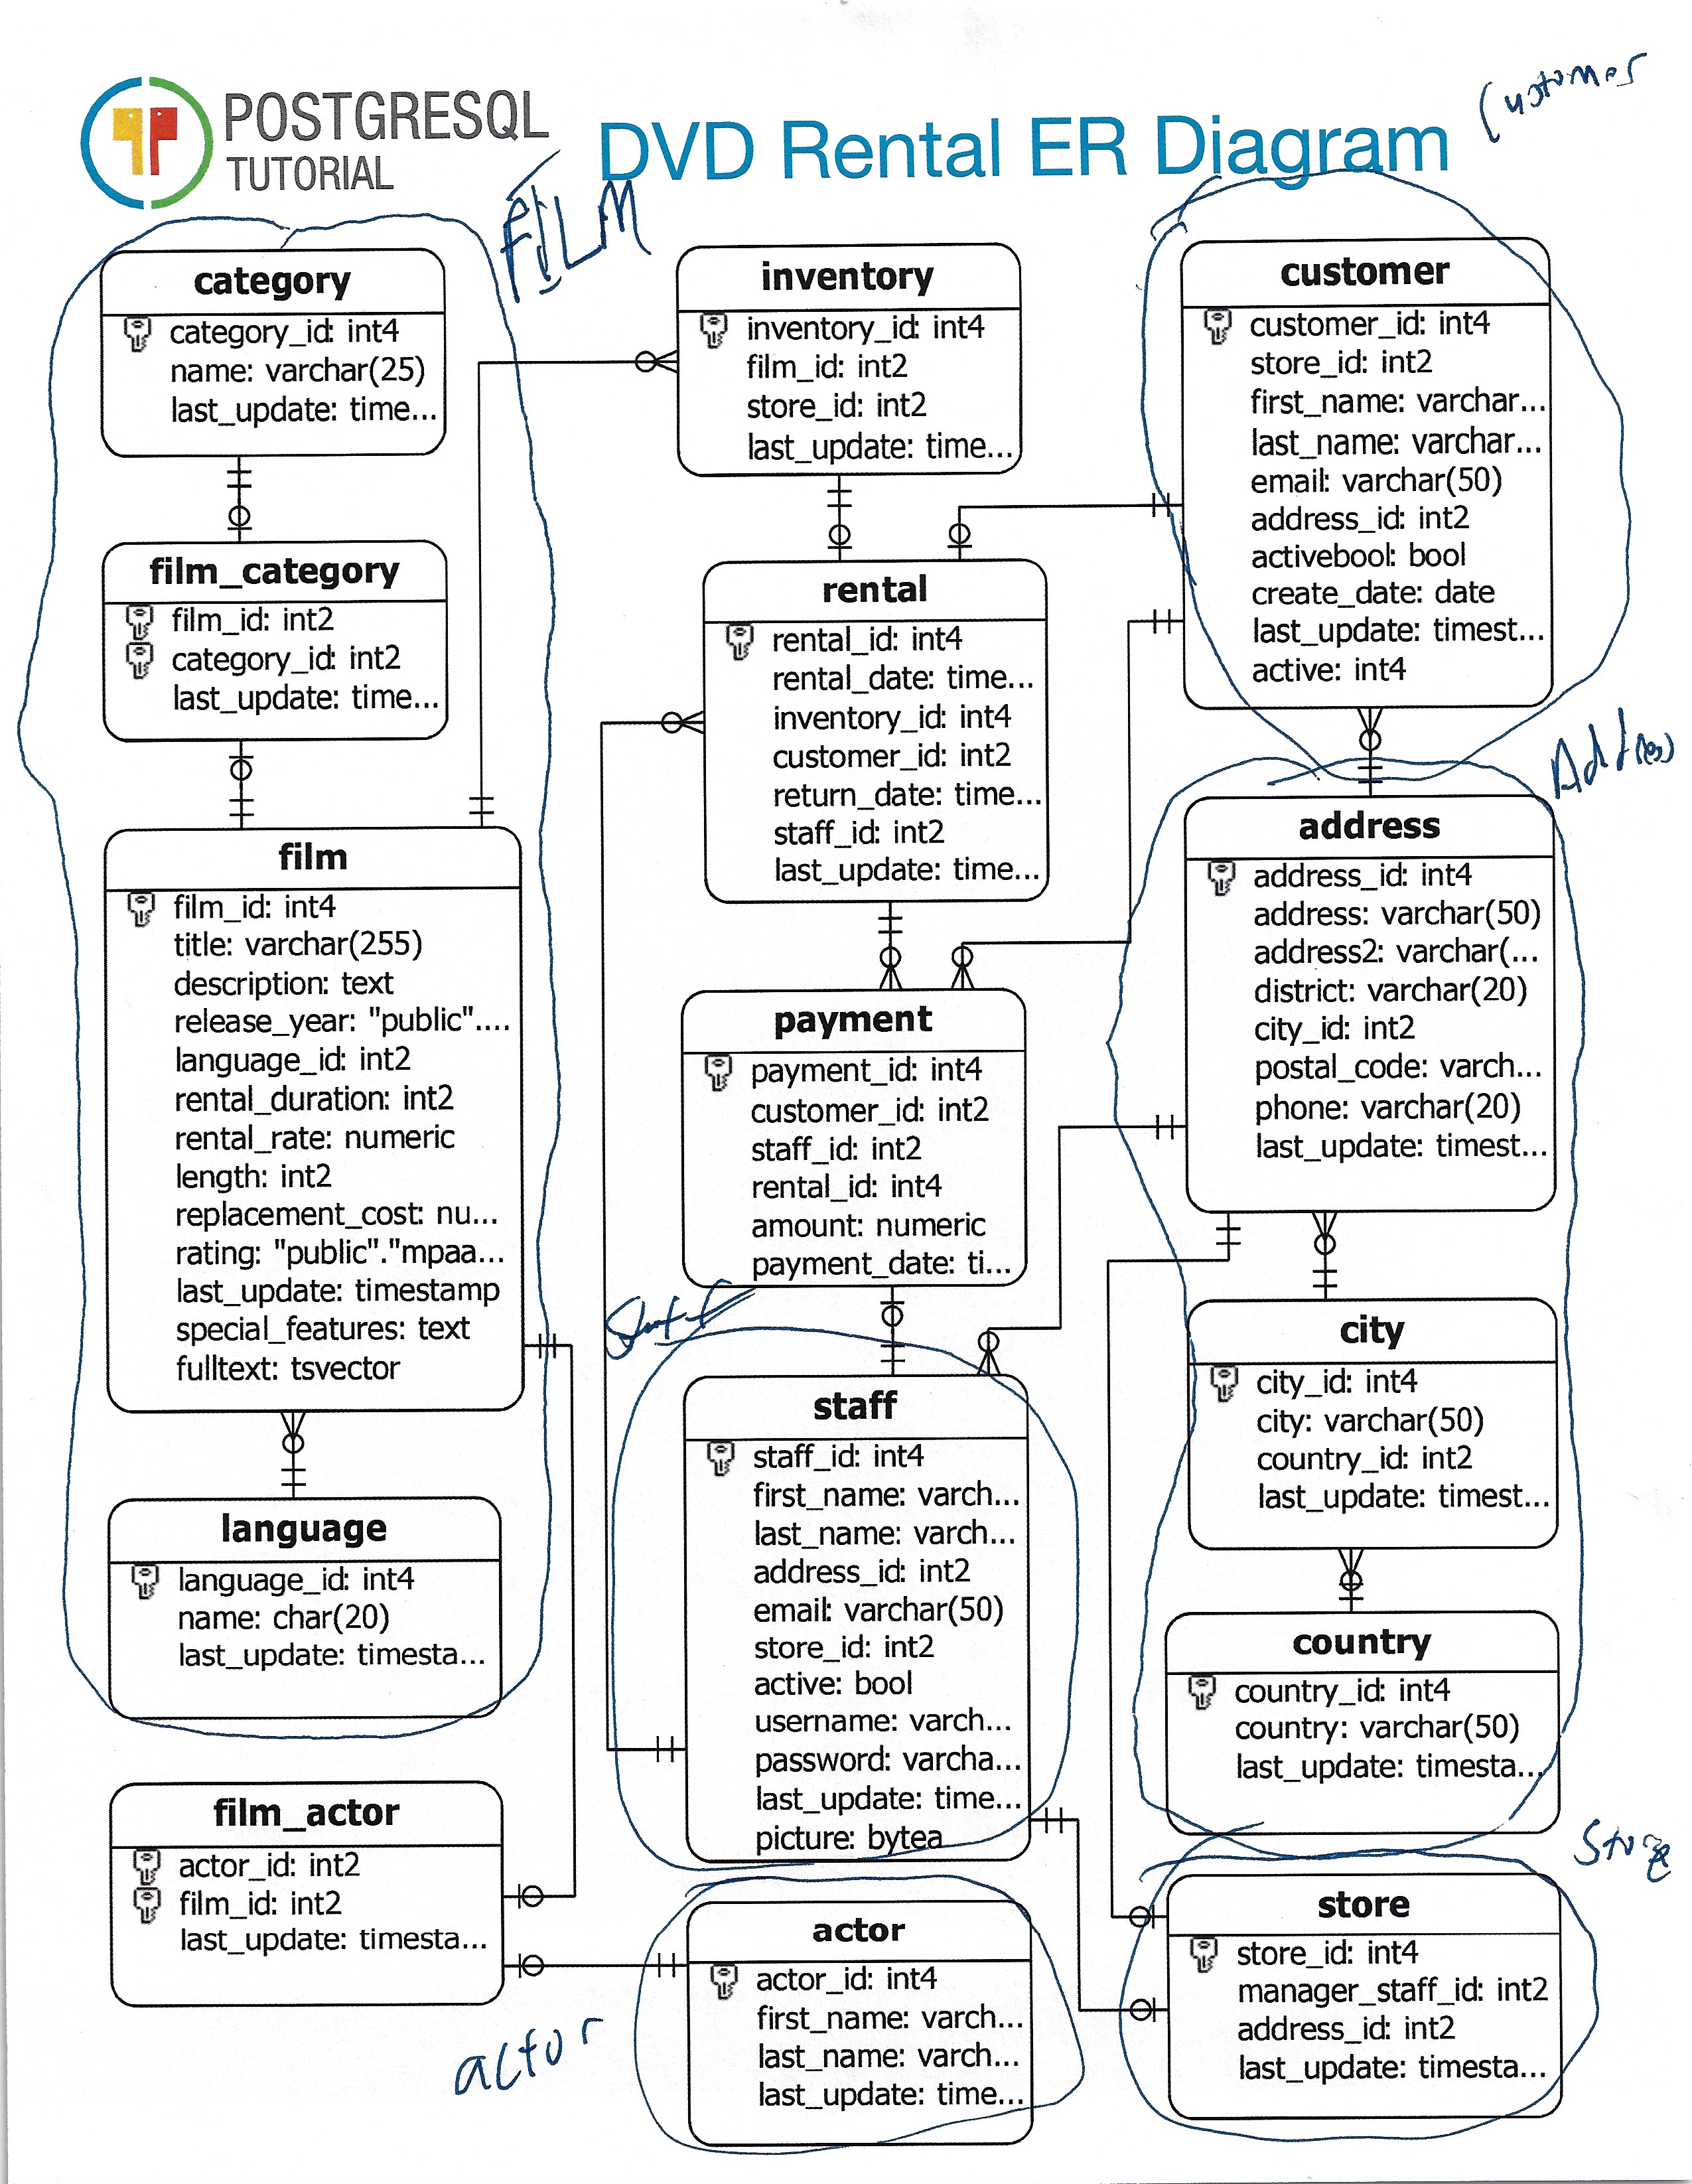 POSTGRESQL
TUTORIAL
DVD Rental ER Diagram
Customer
FILM
category
category_id: int4
name: varchar(25)
last_update: time...
film_category
film_id: int2
category_id: int2
last_update: time...
film
film_id: int4
title: varchar(255)
description: text
release_year: "public"....
language_id: int2
rental_duration: int2
rental_rate: numeric
length: int2
replacement_cost: nu...
rating: "public"."mpaa...
last_update: timestamp
special_features: text
fulltext: tsvector
language
language_id: int4
name: char(20)
last_update: timesta...
film_actor
actor_id: int2
film_id: int2
last_update: timesta...
inventory
inventory_id: int4
film_id: int2
store_id: int2
last_update: time...
rental
rental_id: int4
rental_date: time...
inventory_id: int4
customer_id: int2
return_date: time...
staff_id: int2
last_update: time...
payment
payment_id: int4
customer_id: int2
staff_id: int2
rental_id: int4
amount: numeric
payment_date: ti...
Staff
staff
staff_id: int4
first_name: varch...
last_name: varch...
address_id: int2
email: varchar(50)
store_id: int2
active: bool
username: varch...
password: varcha...
last_update: time...
picture: bytea
actor
actor
actor_id: int4
first_name: varch...
last_name: varch...
last_update: time...
customer
customer_id: int4
store_id: int2
first_name: varchar...
last_name: varchar...
email: varchar(50)
address_id: int2
activebool: bool
create_date: date
last_update: timest...
active: int4
Address
address
address_id: int4
address: varchar(50)
address2: varchar(...
district: varchar(20)
city_id: int2
postal_code: varch...
phone: varchar(20)
last_update: timest...
city
city_id: int4
city: varchar(50)
country_id: int2
last_update: timest...
country
country_id: int4
country: varchar(50)
last_update: timesta...
Store
store
store_id: int4
manager_staff_id: int2
address_id: int2
last_update: timesta...